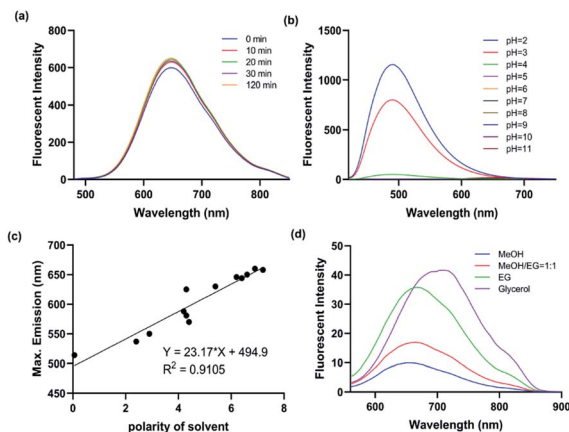 (a)
800
600
400
200
0
500 600 700 800
Fluorescent Intensity
Wavelength (nm)
0 min
10 min
20 min
30 min
120 min
(b)
1500
1000
500
0
500 600 700
Fluorescent Intensity
Wavelength (nm)
pH=2
pH=3
pH=4
pH=5
pH=6
pH=7
pH=8
pH=9
pH=10
pH=11
(c)
700
650
600
550
500
450
0 2 4 6 8
Max. Emission (nm)
polarity of solvent
Y = 23.17*X + 494.9
R² = 0.9105
(d)
50
40
30
20
10
0
600 700 800 900
Fluorescent Intensity
Wavelength (nm)
MeOH
MeOH/EG=1:1
EG
Glycerol